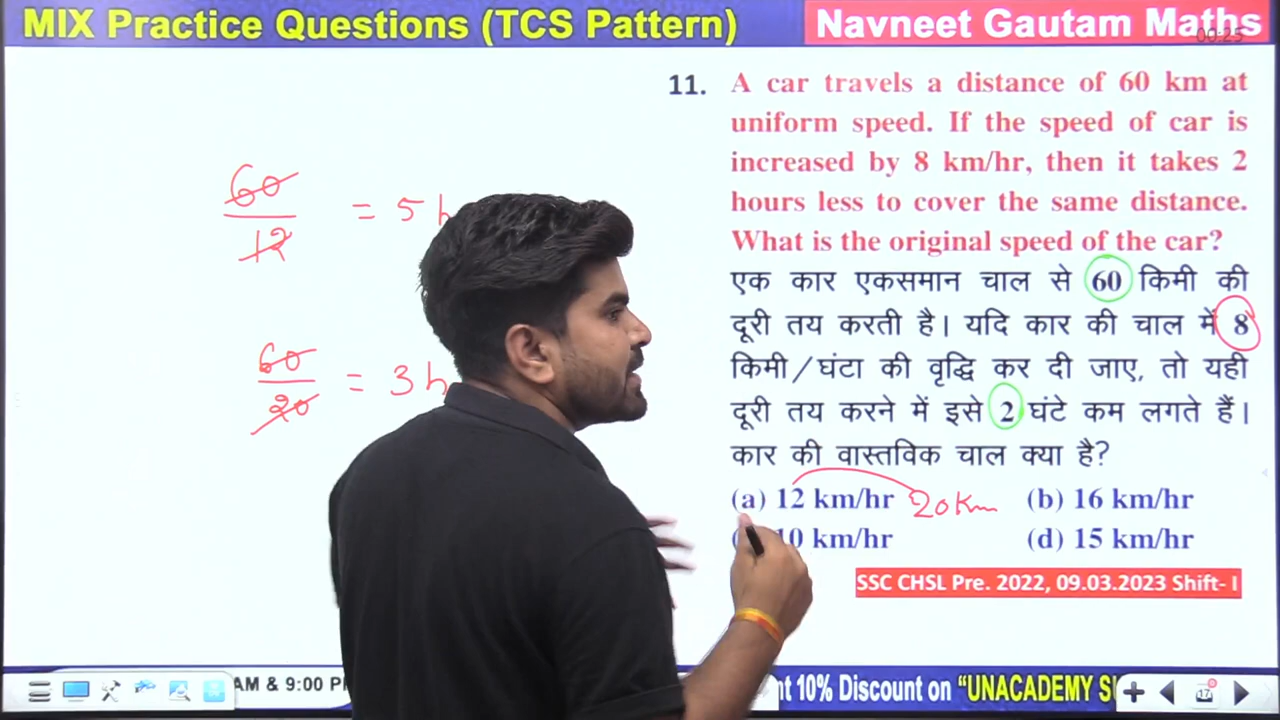 MIX Practice Questions (TCS Pattern)
Navneet Gautam Maths
00:25
11. A car travels a distance of 60 km at
uniform speed. If the speed of car is
increased by 8 km/hr, then it takes 2
hours less to cover the same distance.
What is the original speed of the car?
एक कार एकसमान चाल से 60 किमी की
दूरी तय करती है। यदि कार की चाल में 8
किमी/घंटा की वृद्धि कर दी जाए, तो यही
दूरी तय करने में इसे 2 घंटे कम लगते हैं।
कार की वास्तविक चाल क्या है?
(a) 12 km/hr 20 Km (b) 16 km/hr
10 km/hr (d) 15 km/hr
SSC CHSL Pre. 2022, 09.03.2023 Shift- I
60
12
= 5 h
60
20
= 3 h
AM & 9:00
10% Discount on “UNACADEMY
17